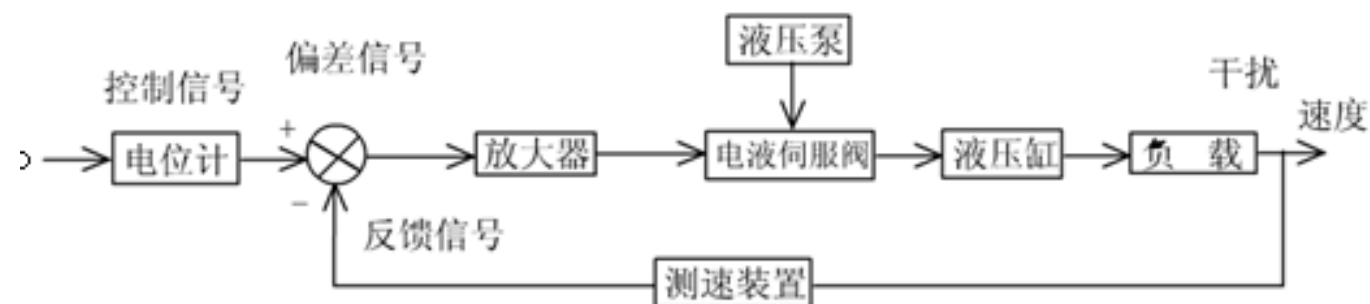 液压泵
干扰
偏差信号
控制信号
速度
+
电位计
放大器
电液伺服阀
液压缸
负 载
−
反馈信号
测速装置